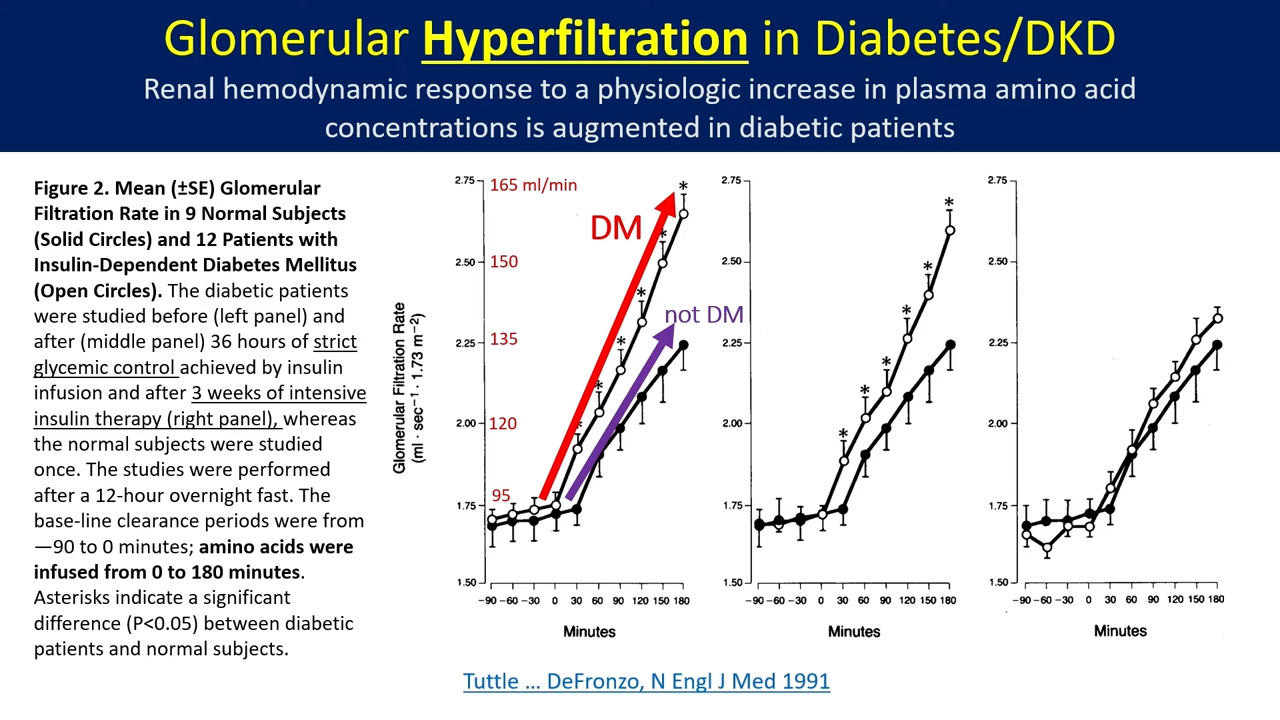 Glomerular Hyperfiltration in Diabetes/DKD
Renal hemodynamic response to a physiologic increase in plasma amino acid
concentrations is augmented in diabetic patients
Figure 2. Mean (±SE) Glomerular
Filtration Rate in 9 Normal Subjects
(Solid Circles) and 12 Patients with
Insulin-Dependent Diabetes Mellitus
(Open Circles). The diabetic patients
were studied before (left panel) and
after (middle panel) 36 hours of strict
glycemic control achieved by insulin
infusion and after 3 weeks of intensive
insulin therapy (right panel), whereas
the normal subjects were studied
once. The studies were performed
after a 12-hour overnight fast. The
base-line clearance periods were from
—90 to 0 minutes; amino acids were
infused from 0 to 180 minutes.
Asterisks indicate a significant
difference (P<0.05) between diabetic
patients and normal subjects.
Glomerular Filtration Rate
(ml · sec⁻¹ · 1.73 m⁻²)
2.75
2.50
2.25
2.00
1.75
1.50
165 ml/min
150
135
120
95
DM
not DM
* * * * * * *
−90 −60 −30 0 30 60 90 120 150 180
Minutes
2.75
2.50
2.25
2.00
1.75
1.50
* * * * * *
−90 −60 −30 0 30 60 90 120 150 180
Minutes
2.75
2.50
2.25
2.00
1.75
1.50
−90 −60 −30 0 30 60 90 120 150 180
Minutes
Tuttle ... DeFronzo, N Engl J Med 1991